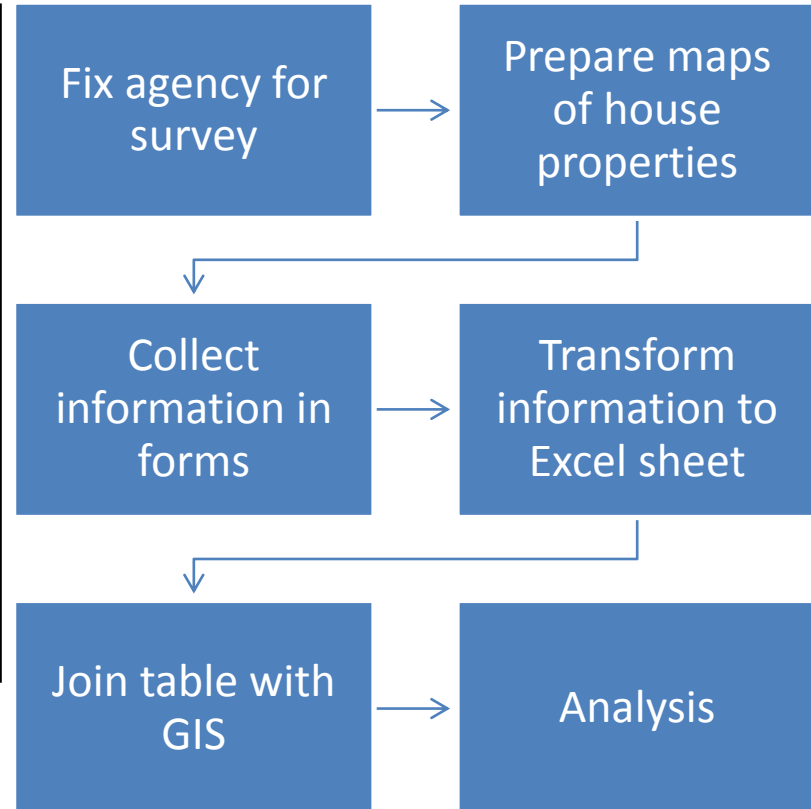 Fix agency for
survey
Prepare maps
of house
properties
Collect
information in
forms
Transform
information to
Excel sheet
Join table with
GIS
Analysis